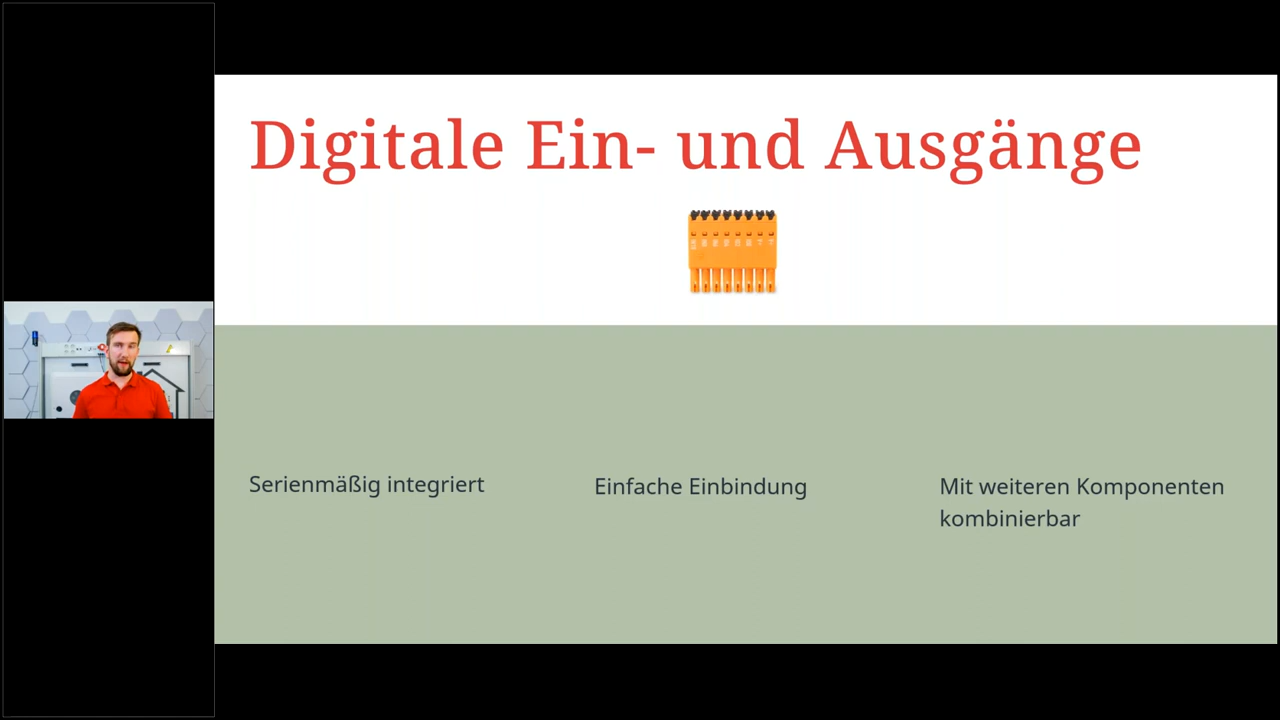 Digitale Ein- und Ausgänge
Serienmäßig integriert
Einfache Einbindung
Mit weiteren Komponenten
kombinierbar